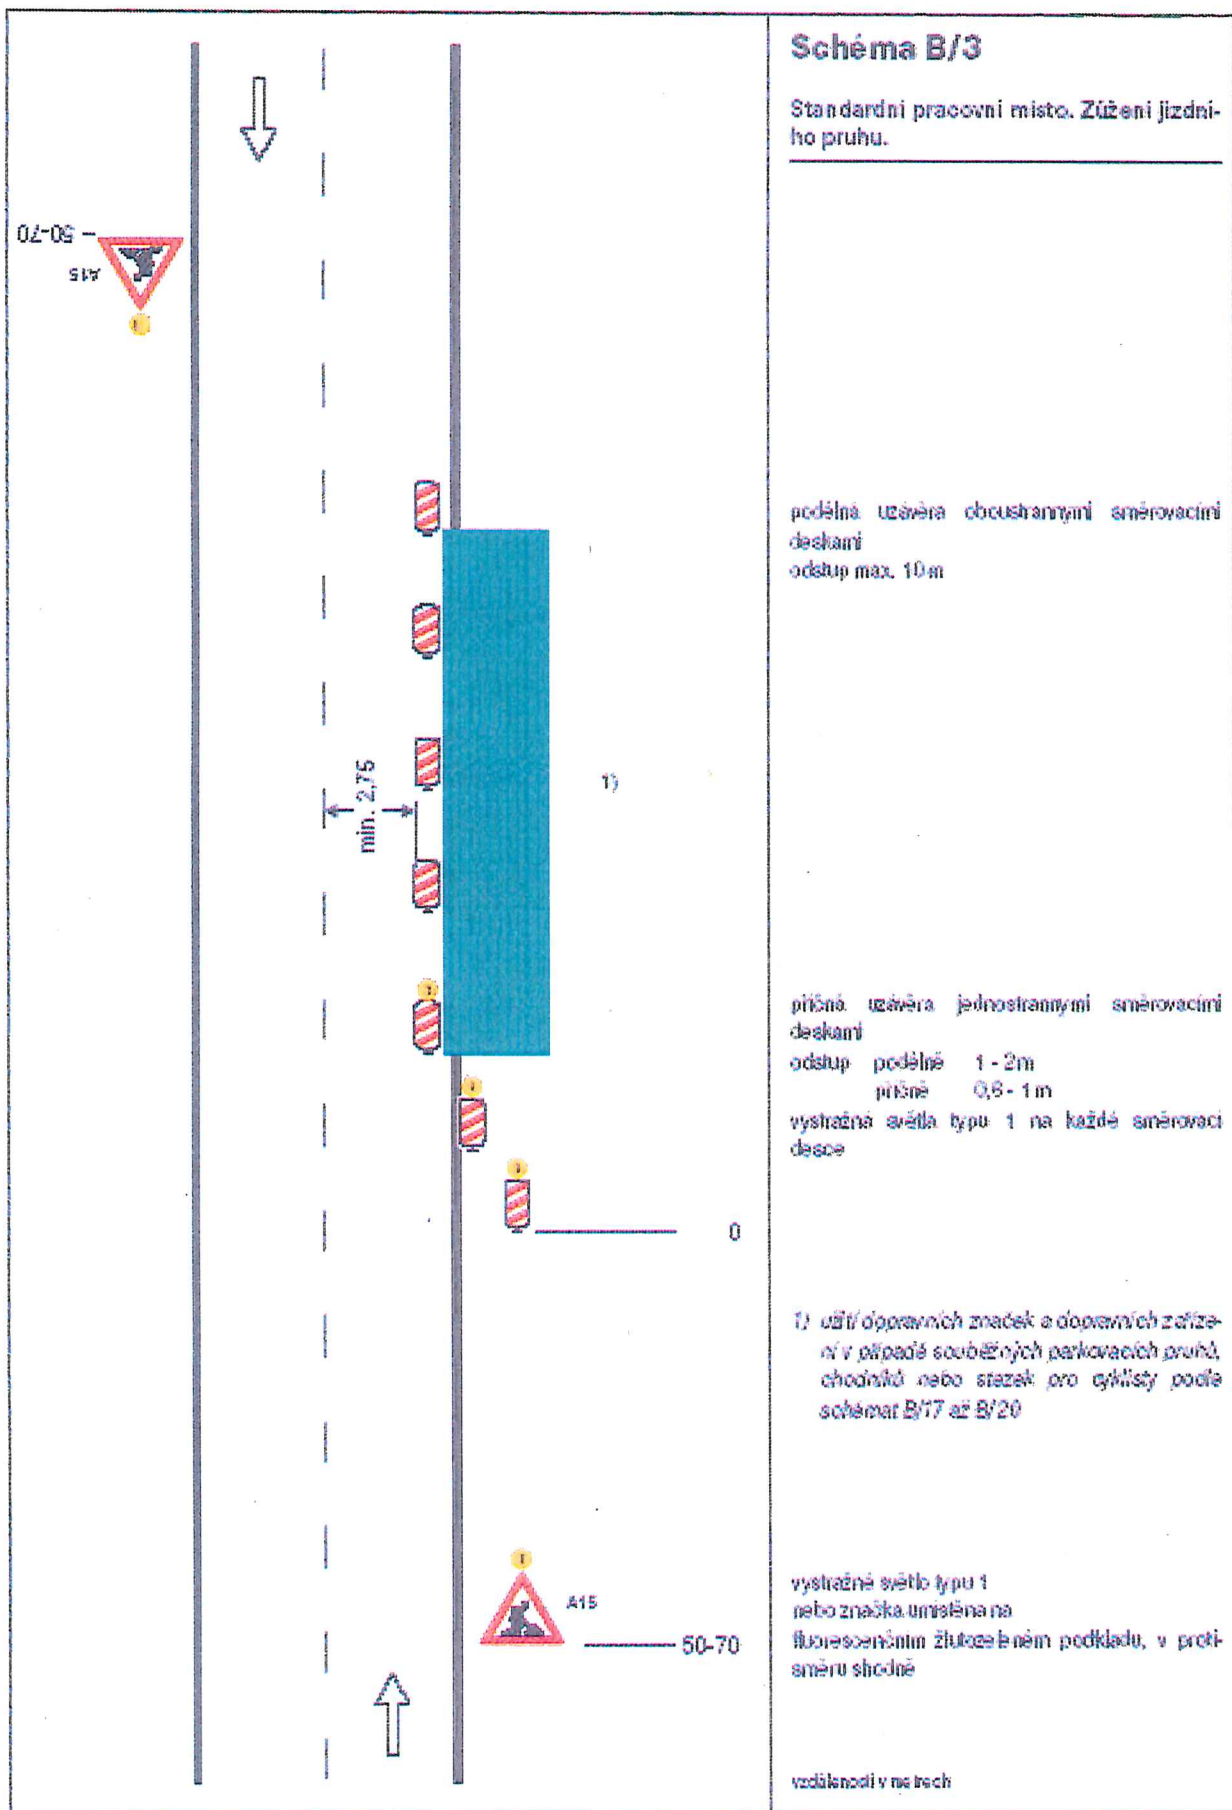 Schéma B/3
Standardní pracovní místo. Zúžení jízdní-
ho pruhu.
50-70
A15
podélná uzávěra oboustrannými směrovacími
deskami
odstup max. 10 m
1)
min. 2,75
příčná uzávěra jednostrannými směrovacími
deskami
odstup podélně 1 - 2m
příčně 0,6 - 1m
výstražná světla typu 1 na každé směrovací
desce
0
1) užití dopravních značek a dopravních zaříze-
ní v případě souběžných parkovacích pruhů,
chodníků nebo stezek pro cyklisty podle
schémat B/17 až B/20
A15
50-70
výstražné světlo typu 1
nebo značka umístěna na
fluorescenčním žlutozeleném podkladu, v proti-
směru shodně
vzdálenosti v metrech